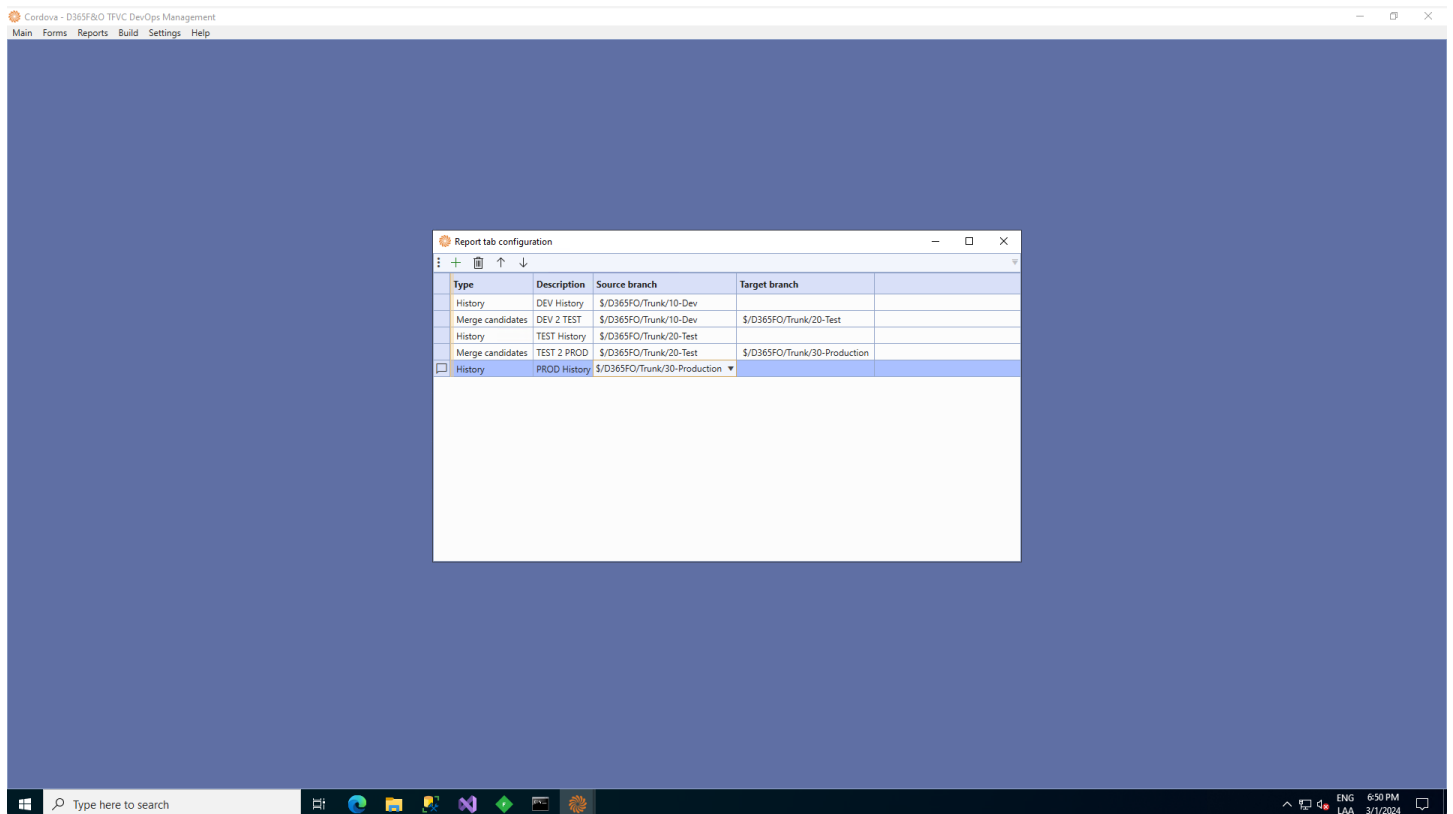 Cordova - D365F&O TFVC DevOps Management
Main Forms Reports Build Settings Help
Report tab configuration
Type Description Source branch Target branch
History DEV History $/D365FO/Trunk/10-Dev
Merge candidates DEV 2 TEST $/D365FO/Trunk/10-Dev $/D365FO/Trunk/20-Test
History TEST History $/D365FO/Trunk/20-Test
Merge candidates TEST 2 PROD $/D365FO/Trunk/20-Test $/D365FO/Trunk/30-Production
History PROD History $/D365FO/Trunk/30-Production
Type here to search
ENG 6:50 PM
LAA 3/1/2024